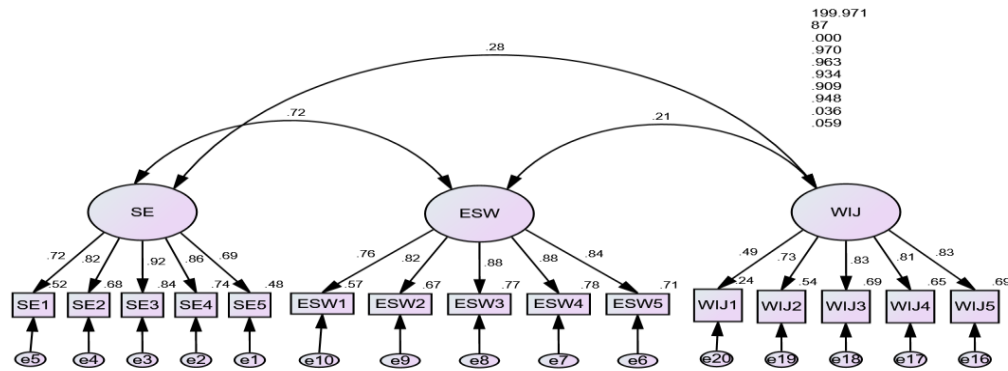 199.971
87
.000
.970
.963
.934
.909
.948
.036
.059
.28
.72
.21
SE
ESW
WIJ
.72 .82 .92 .86 .69
.76 .82 .88 .88 .84
.49 .73 .83 .81 .83
.52 .68 .84 .74 .48
.57 .67 .77 .78 .71
.24 .54 .69 .65 .69
SE1 SE2 SE3 SE4 SE5
ESW1 ESW2 ESW3 ESW4 ESW5
WIJ1 WIJ2 WIJ3 WIJ4 WIJ5
e5 e4 e3 e2 e1
e10 e9 e8 e7 e6
e20 e19 e18 e17 e16